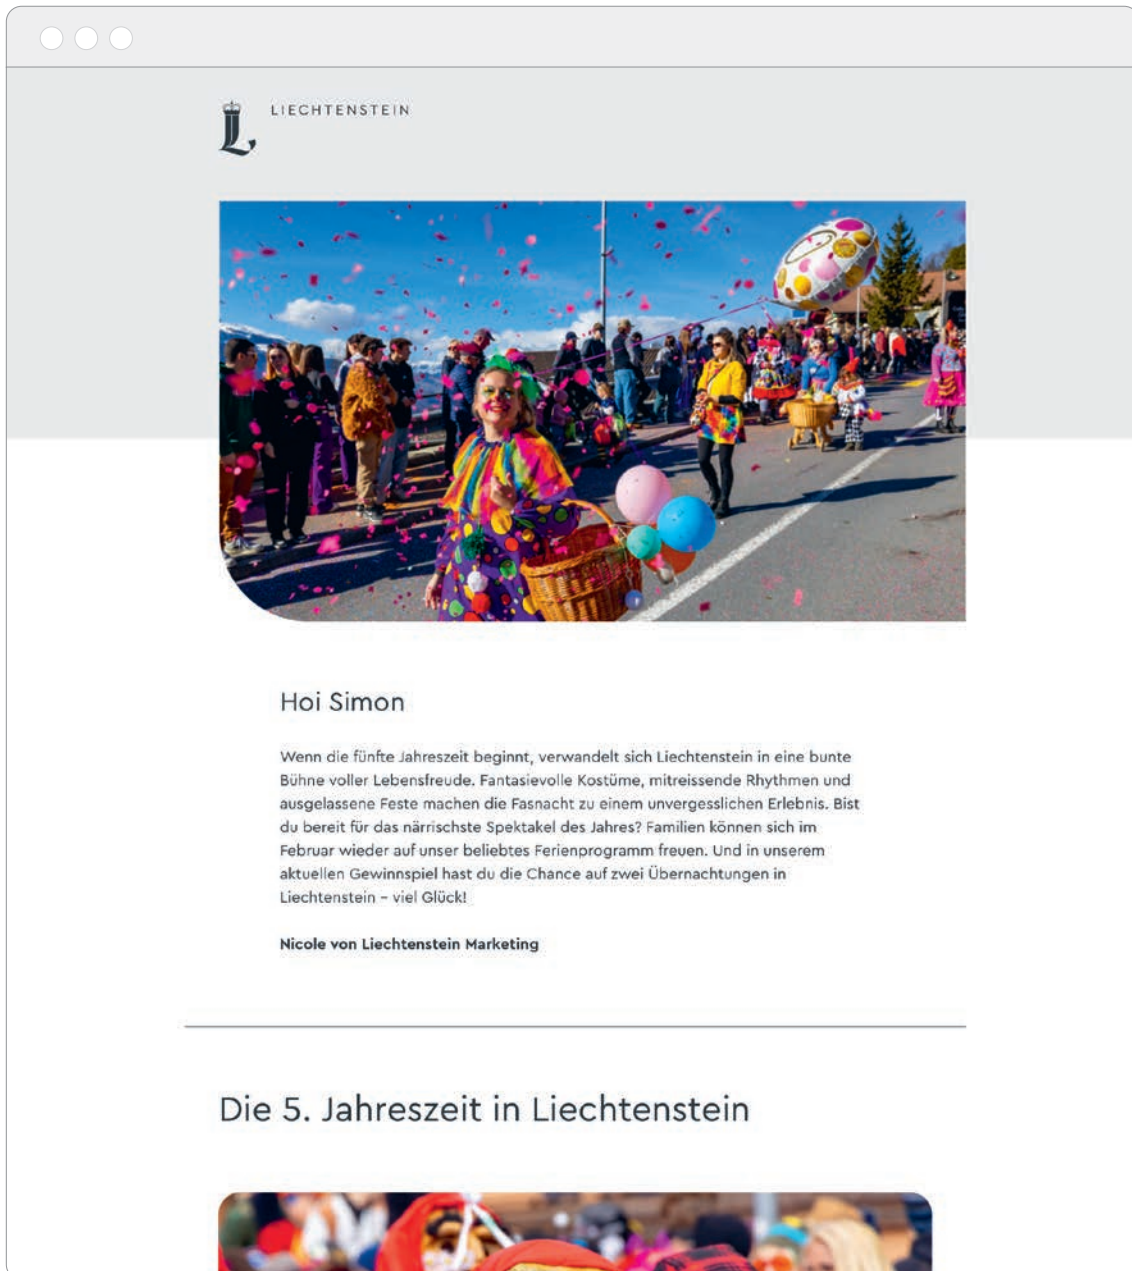 LIECHTENSTEIN
Hoi Simon
Wenn die fünfte Jahreszeit beginnt, verwandelt sich Liechtenstein in eine bunte
Bühne voller Lebensfreude. Fantasievolle Kostüme, mitreissende Rhythmen und
ausgelassene Feste machen die Fasnacht zu einem unvergesslichen Erlebnis. Bist
du bereit für das närrischste Spektakel des Jahres? Familien können sich im
Februar wieder auf unser beliebtes Ferienprogramm freuen. Und in unserem
aktuellen Gewinnspiel hast du die Chance auf zwei Übernachtungen in
Liechtenstein – viel Glück!
Nicole von Liechtenstein Marketing
Die 5. Jahreszeit in Liechtenstein